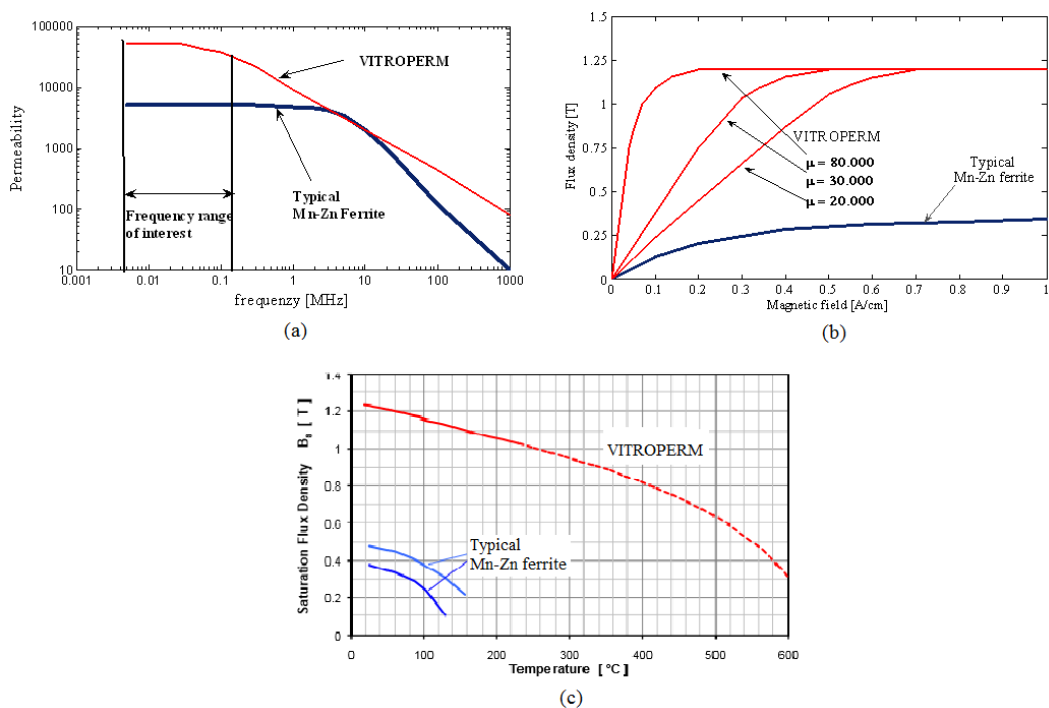 100000
10000
1000
100
10
Permeability
0.001
0.01
0.1
1
10
100
1000
frequenzy [MHz]
VITROPERM
Typical
Mn-Zn Ferrite
Frequency range
of interest
(a)
1.5
1.25
1
0.75
0.5
0.25
0
Flux density [T]
0
0.1
0.2
0.3
0.4
0.5
0.6
0.7
0.8
0.9
1
Magnetic field [A/cm]
VITROPERM
μ = 80.000
μ = 30.000
μ = 20.000
Typical
Mn-Zn ferrite
(b)
1.4
1.2
1
0.8
0.6
0.4
0.2
0
Saturation Flux Density Bs [ T ]
0
100
200
300
400
500
600
Temperature [ °C]
VITROPERM
Typical
Mn-Zn ferrite
(c)